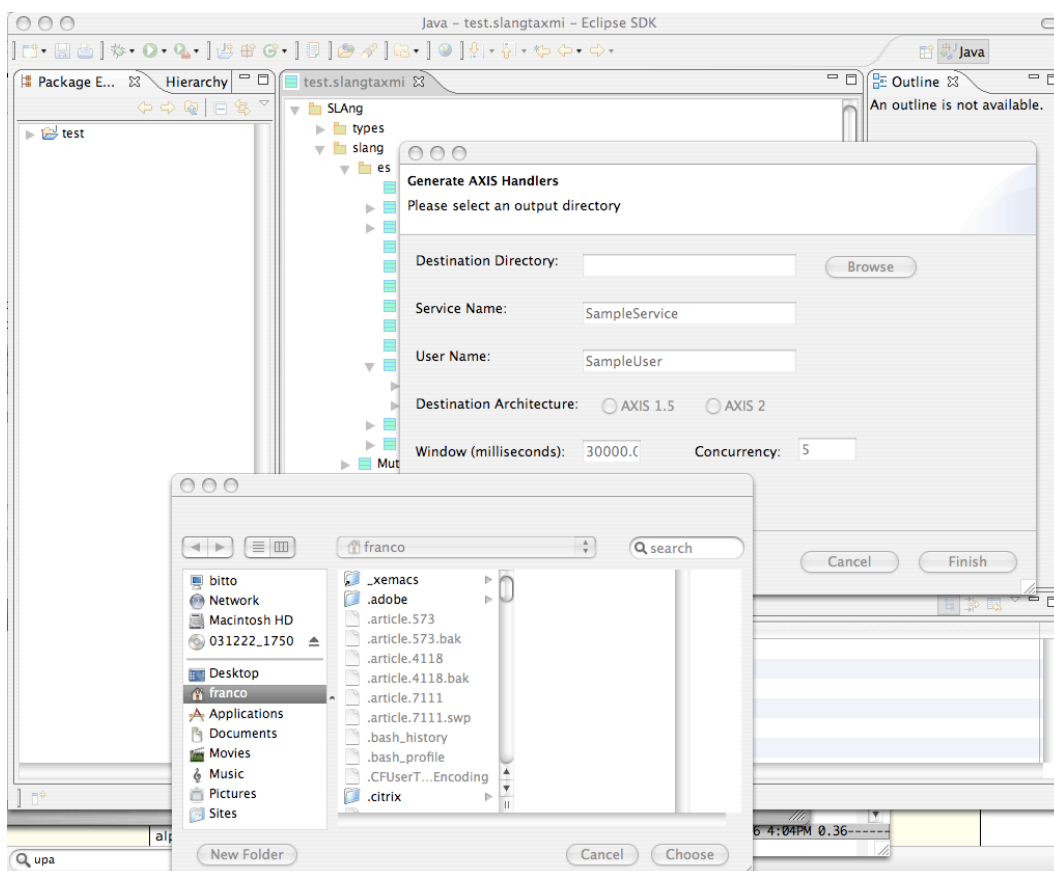 Java – test.slangtaxmi – Eclipse SDK
Java
Package E...
Hierarchy
test.slangtaxmi
Outline
An outline is not available.
test
SLAng
types
slang
es
Mut
Generate AXIS Handlers
Please select an output directory
Destination Directory:
Browse
Service Name:
SampleService
User Name:
SampleUser
Destination Architecture:
AXIS 1.5
AXIS 2
Window (milliseconds):
30000.0
Concurrency:
5
Cancel
Finish
franco
search
bitto
Network
Macintosh HD
031222_1750
Desktop
franco
Applications
Documents
Movies
Music
Pictures
Sites
_xemacs
.adobe
.article.573
.article.573.bak
.article.4118
.article.4118.bak
.article.7111
.article.7111.swp
.bash_history
.bash_profile
.CFUserT...Encoding
.citrix
New Folder
Cancel
Choose
alp
6 4:04PM 0.36------
upa